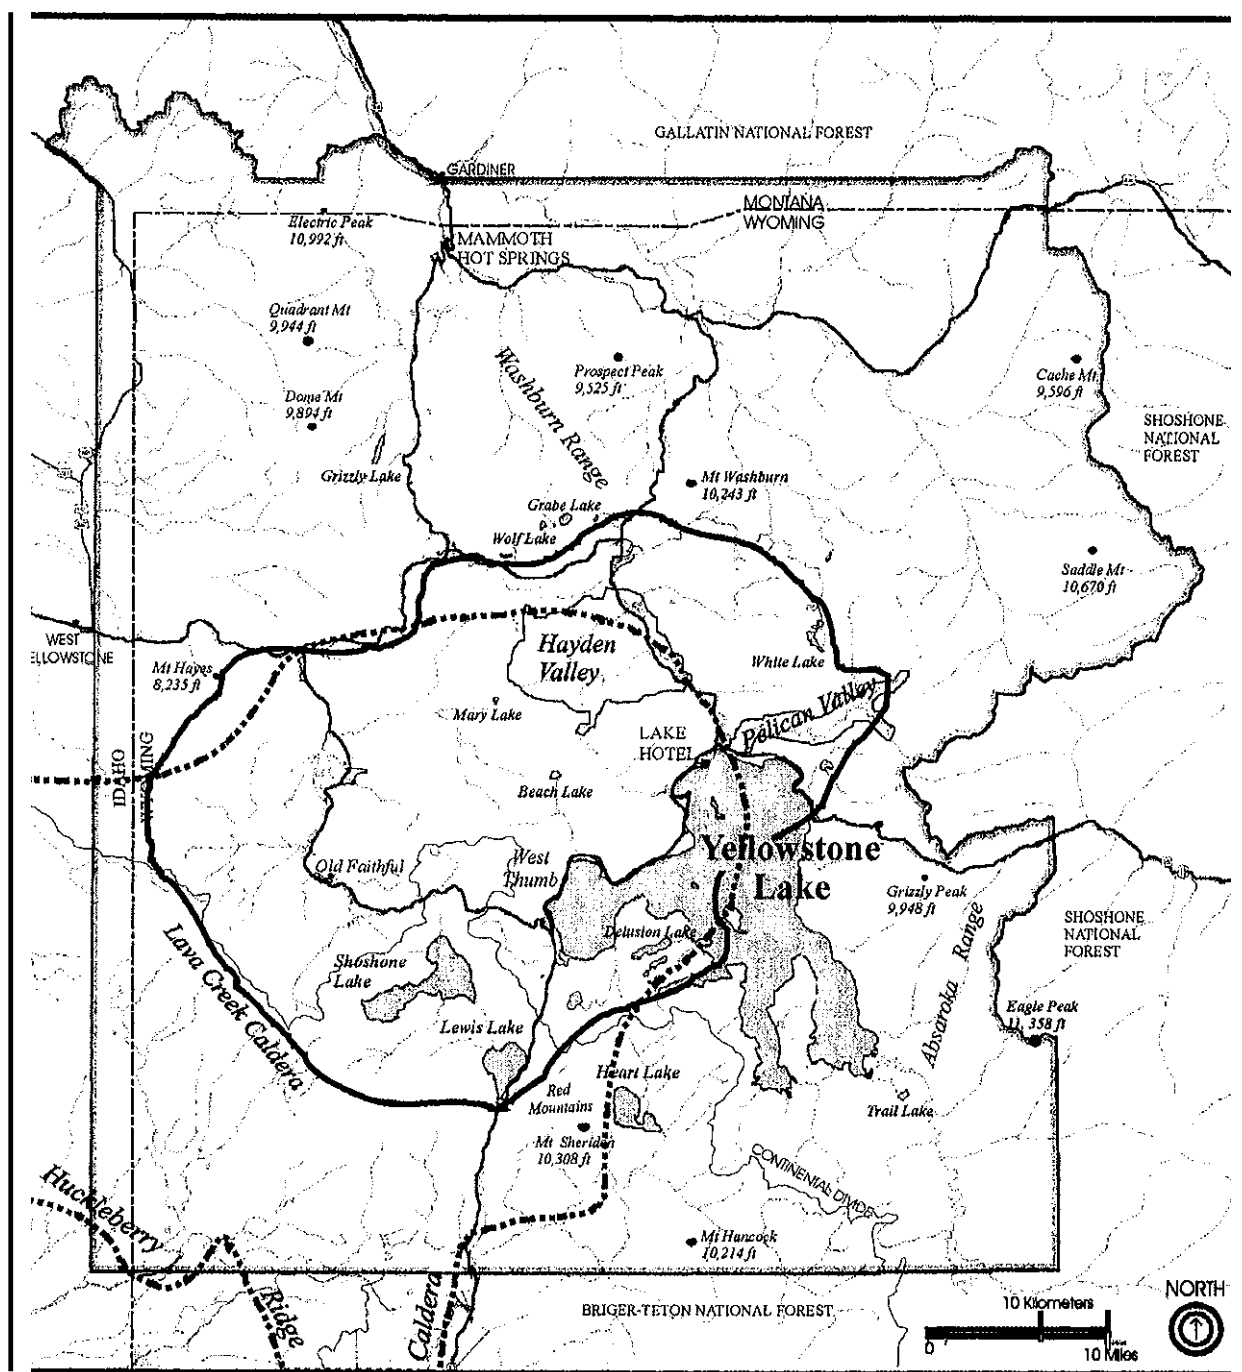 GALLATIN NATIONAL FOREST
GARDINER
MONTANA
WYOMING
Electric Peak
10,992 ft
MAMMOTH
HOT SPRINGS
Quadrant Mt
9,944 ft
Washburn Range
Prospect Peak
9,525 ft
Cache Mt
9,596 ft
Dome Mt
9,894 ft
SHOSHONE
NATIONAL
FOREST
Grizzly Lake
Mt Washburn
10,243 ft
Grabe Lake
Wolf Lake
Saddle Mt
10,670 ft
WEST
ELLOWSTONE
Mt Hayes
8,235 ft
Hayden
Valley
White Lake
Mary Lake
Pelican Valley
LAKE
HOTEL
IDAHO
WYOMING
Beach Lake
Yellowstone
Lake
West
Thumb
Old Faithful
Grizzly Peak
9,948 ft
Absaroka Range
SHOSHONE
NATIONAL
FOREST
Delusion Lake
Lava Creek Caldera
Shoshone
Lake
Eagle Peak
11,358 ft
Lewis Lake
Heart Lake
Red
Mountains
Trail Lake
Mt Sheridan
10,308 ft
CONTINENTAL DIVIDE
Huckleberry
Ridge
Caldera
Mt Hancock
10,214 ft
NORTH
BRIGER-TETON NATIONAL FOREST
10 Kilometers
0
10 Miles